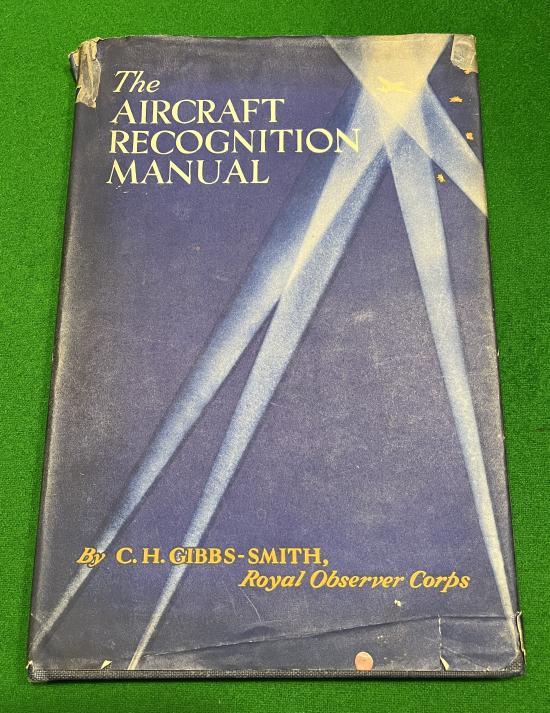 The
AIRCRAFT
RECOGNITION
MANUAL
By C. H. GIBBS-SMITH,
Royal Observer Corps